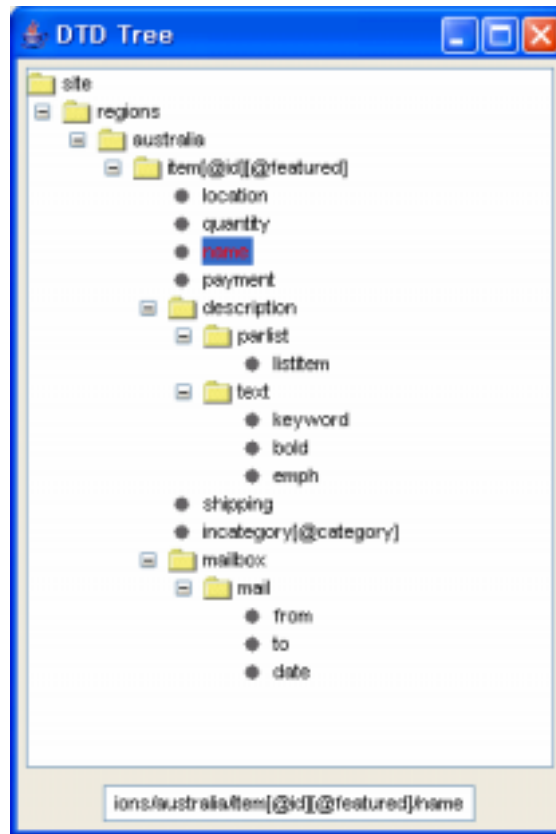 DTD Tree
site
regions
australia
item[@id][@featured]
location
quantity
name
payment
description
parlist
listitem
text
keyword
bold
emph
shipping
incategory[@category]
mailbox
mail
from
to
date
ions/australia/item[@id][@featured]/name